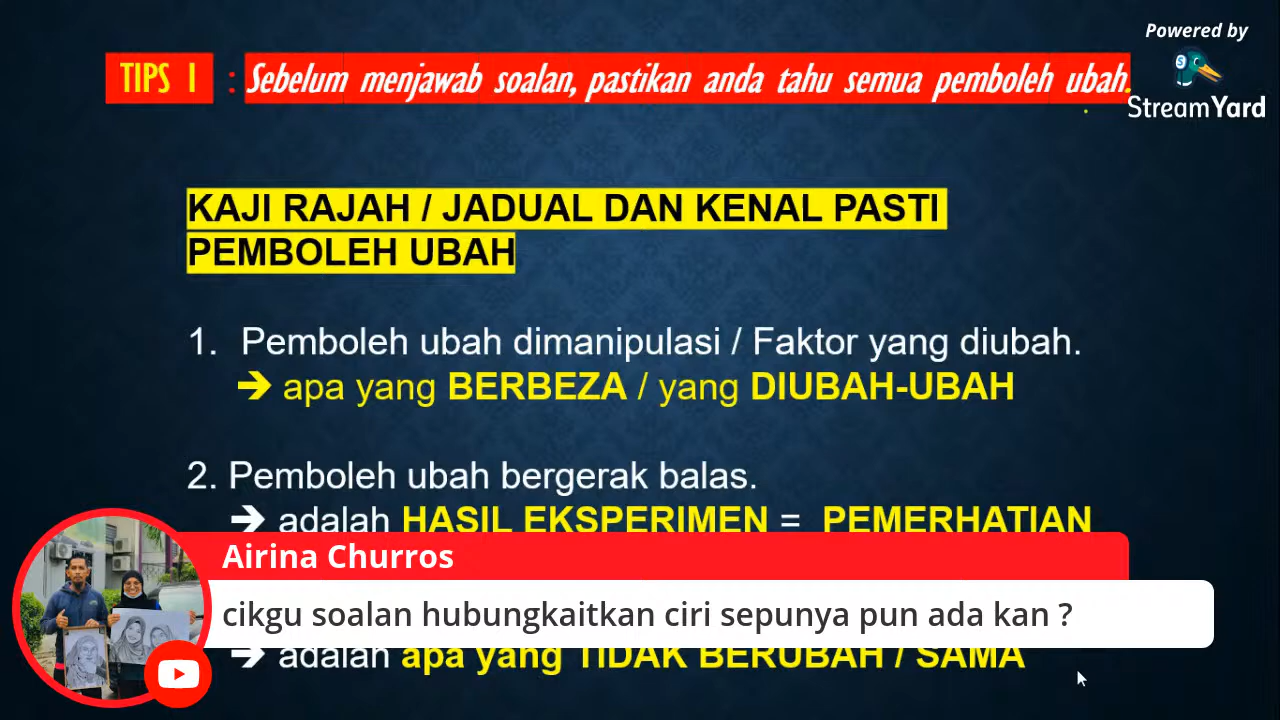 Powered by
StreamYard
TIPS 1 : Sebelum menjawab soalan, pastikan anda tahu semua pemboleh ubah.
KAJI RAJAH / JADUAL DAN KENAL PASTI
PEMBOLEH UBAH
1. Pemboleh ubah dimanipulasi / Faktor yang diubah.
➔ apa yang BERBEZA / yang DIUBAH-UBAH
2. Pemboleh ubah bergerak balas.
➔ adalah HASIL EKSPERIMEN = PEMERHATIAN
Airina Churros
cikgu soalan hubungkaitkan ciri sepunya pun ada kan ?
➔ adalah apa yang TIDAK BERUBAH / SAMA